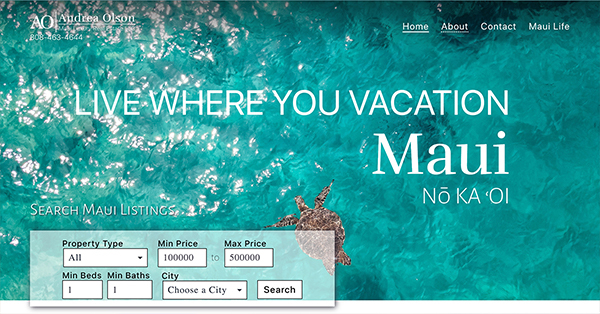 AO Andrea Olson
808-463-4644
Home About Contact Maui Life
LIVE WHERE YOU VACATION
Maui
Nō KA ʻOI
Search Maui Listings
Property Type Min Price Max Price
All 100000 to 500000
Min Beds Min Baths City
1 1 Choose a City Search